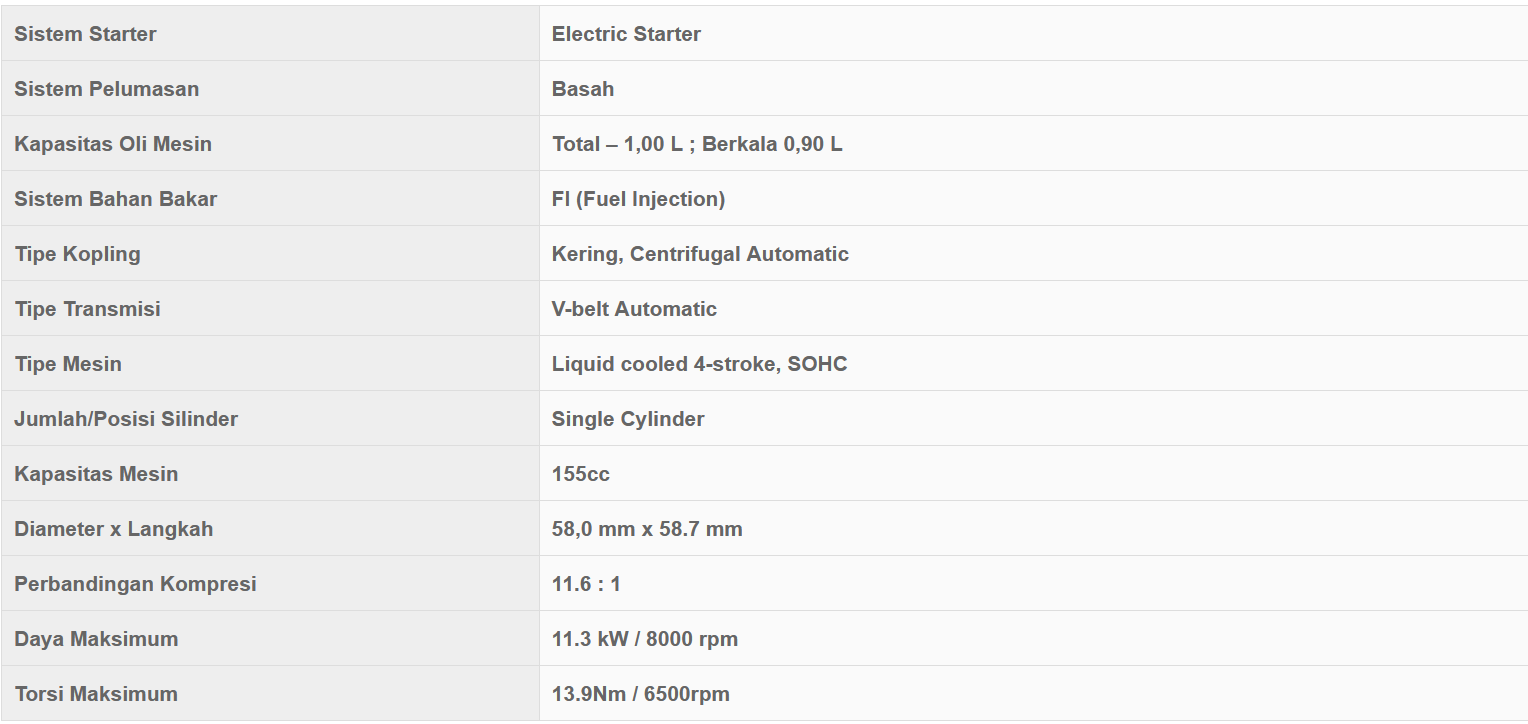 Sistem Starter Electric Starter
Sistem Pelumasan Basah
Kapasitas Oli Mesin Total – 1,00 L ; Berkala 0,90 L
Sistem Bahan Bakar FI (Fuel Injection)
Tipe Kopling Kering, Centrifugal Automatic
Tipe Transmisi V-belt Automatic
Tipe Mesin Liquid cooled 4-stroke, SOHC
Jumlah/Posisi Silinder Single Cylinder
Kapasitas Mesin 155cc
Diameter x Langkah 58,0 mm x 58.7 mm
Perbandingan Kompresi 11.6 : 1
Daya Maksimum 11.3 kW / 8000 rpm
Torsi Maksimum 13.9Nm / 6500rpm